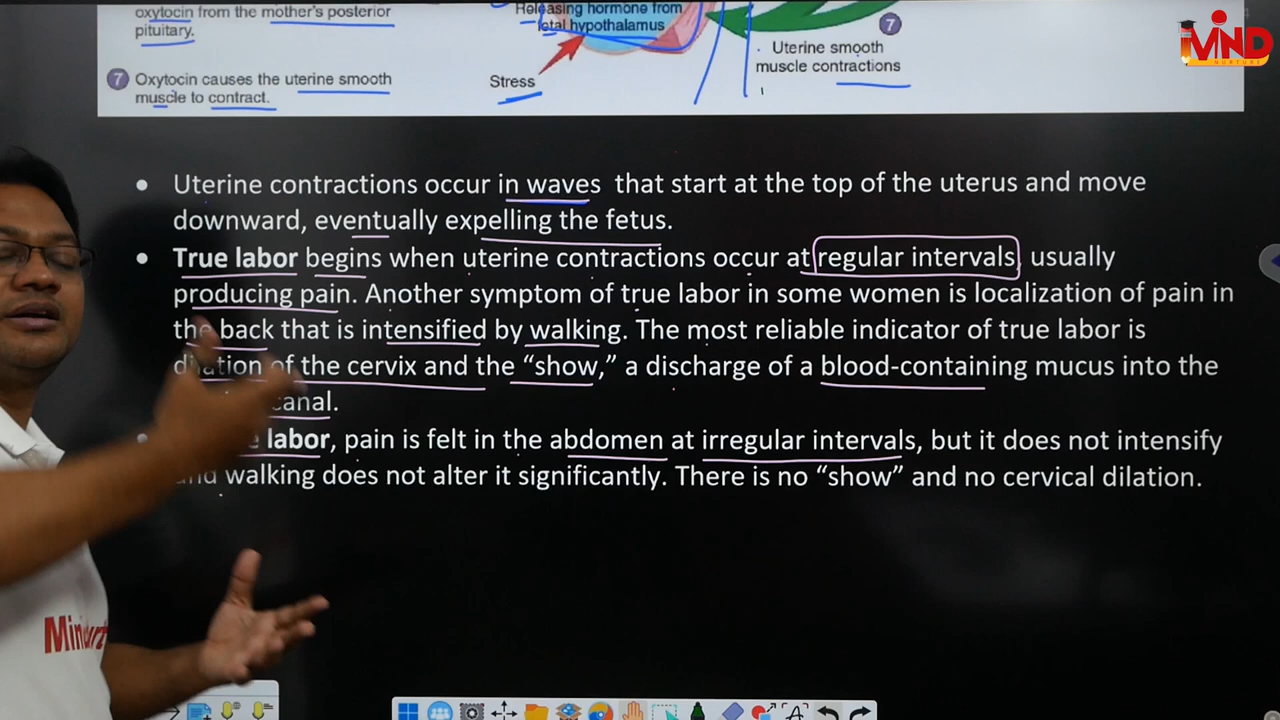 oxytocin from the mother's posterior
pituitary.
7 Oxytocin causes the uterine smooth
muscle to contract.
Releasing hormone from
fetal hypothalamus
Stress
7
Uterine smooth
muscle contractions
MIND
NURTURE
• Uterine contractions occur in waves that start at the top of the uterus and move
downward, eventually expelling the fetus.
• True labor begins when uterine contractions occur at regular intervals, usually
producing pain. Another symptom of true labor in some women is localization of pain in
the back that is intensified by walking. The most reliable indicator of true labor is
dilation of the cervix and the “show,” a discharge of a blood-containing mucus into the
canal.
labor, pain is felt in the abdomen at irregular intervals, but it does not intensify
and walking does not alter it significantly. There is no “show” and no cervical dilation.